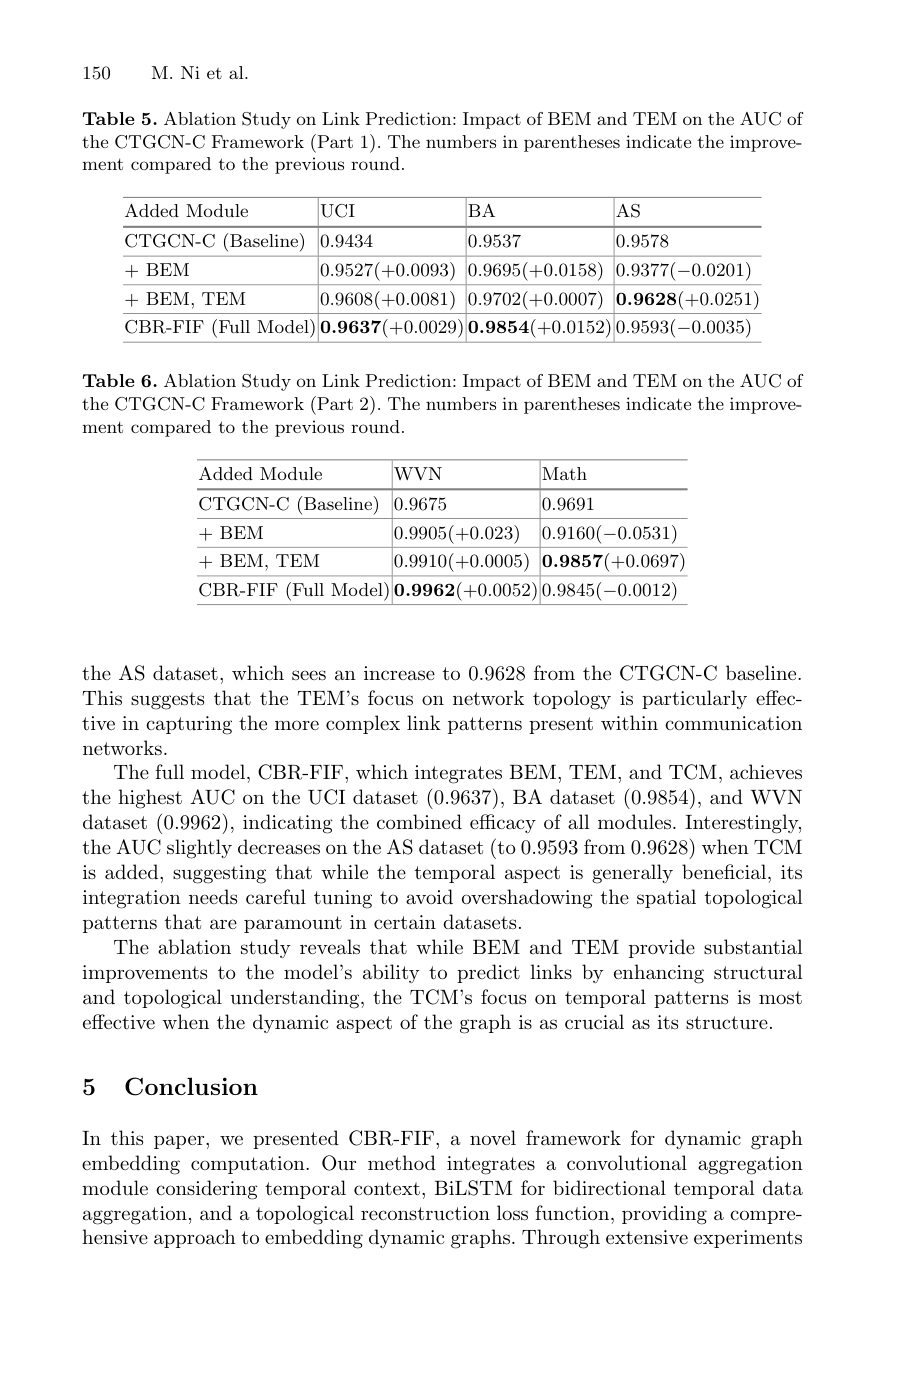 150 M. Ni et al.
Table 5. Ablation Study on Link Prediction: Impact of BEM and TEM on the AUC of
the CTGCN-C Framework (Part 1). The numbers in parentheses indicate the improve-
ment compared to the previous round.
Added Module UCI BA AS
CTGCN-C (Baseline) 0.9434 0.9537 0.9578
+ BEM 0.9527(+0.0093) 0.9695(+0.0158) 0.9377(−0.0201)
+ BEM, TEM 0.9608(+0.0081) 0.9702(+0.0007) 0.9628(+0.0251)
CBR-FIF (Full Model) 0.9637(+0.0029) 0.9854(+0.0152) 0.9593(−0.0035)
Table 6. Ablation Study on Link Prediction: Impact of BEM and TEM on the AUC of
the CTGCN-C Framework (Part 2). The numbers in parentheses indicate the improve-
ment compared to the previous round.
Added Module WVN Math
CTGCN-C (Baseline) 0.9675 0.9691
+ BEM 0.9905(+0.023) 0.9160(−0.0531)
+ BEM, TEM 0.9910(+0.0005) 0.9857(+0.0697)
CBR-FIF (Full Model) 0.9962(+0.0052) 0.9845(−0.0012)
the AS dataset, which sees an increase to 0.9628 from the CTGCN-C baseline.
This suggests that the TEM's focus on network topology is particularly effec-
tive in capturing the more complex link patterns present within communication
networks.
The full model, CBR-FIF, which integrates BEM, TEM, and TCM, achieves
the highest AUC on the UCI dataset (0.9637), BA dataset (0.9854), and WVN
dataset (0.9962), indicating the combined efficacy of all modules. Interestingly,
the AUC slightly decreases on the AS dataset (to 0.9593 from 0.9628) when TCM
is added, suggesting that while the temporal aspect is generally beneficial, its
integration needs careful tuning to avoid overshadowing the spatial topological
patterns that are paramount in certain datasets.
The ablation study reveals that while BEM and TEM provide substantial
improvements to the model's ability to predict links by enhancing structural
and topological understanding, the TCM's focus on temporal patterns is most
effective when the dynamic aspect of the graph is as crucial as its structure.
5 Conclusion
In this paper, we presented CBR-FIF, a novel framework for dynamic graph
embedding computation. Our method integrates a convolutional aggregation
module considering temporal context, BiLSTM for bidirectional temporal data
aggregation, and a topological reconstruction loss function, providing a compre-
hensive approach to embedding dynamic graphs. Through extensive experiments